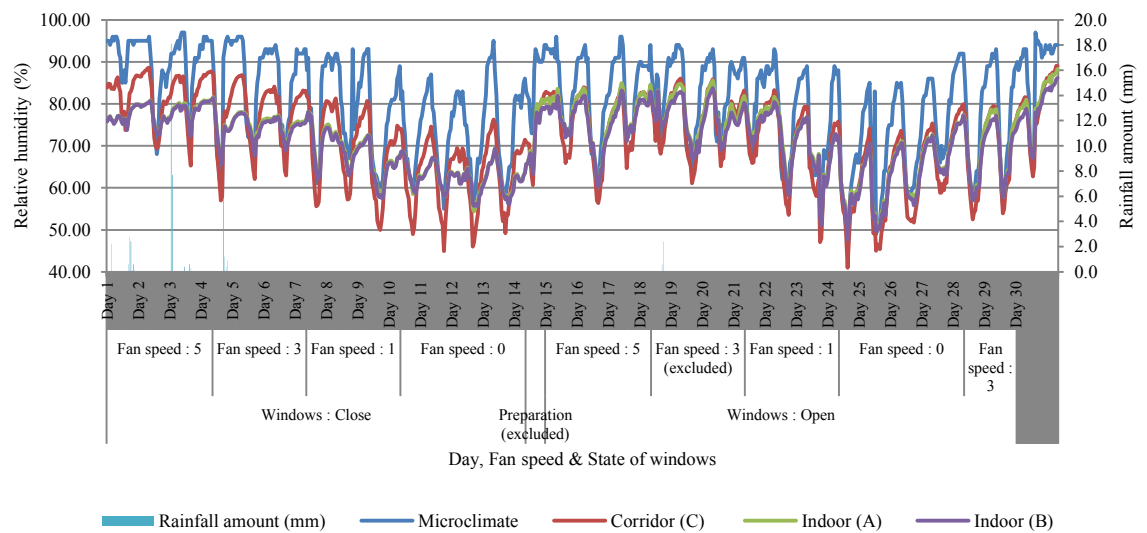 100.00
90.00
80.00
70.00
60.00
50.00
40.00
Relative humidity (%)
20.0
18.0
16.0
14.0
12.0
10.0
8.0
6.0
4.0
2.0
0.0
Rainfall amount (mm)
Day 1
Day 2
Day 3
Day 4
Day 5
Day 6
Day 7
Day 8
Day 9
Day 10
Day 11
Day 12
Day 13
Day 14
Day 15
Day 16
Day 17
Day 18
Day 19
Day 20
Day 21
Day 22
Day 23
Day 24
Day 25
Day 26
Day 27
Day 28
Day 29
Day 30
Fan speed : 5
Fan speed : 3
Fan speed : 1
Fan speed : 0
Fan speed : 5
Fan speed : 3
(excluded)
Fan speed : 1
Fan speed : 0
Fan
speed :
3
Windows : Close
Preparation
(excluded)
Windows : Open
Day, Fan speed & State of windows
Rainfall amount (mm)
Microclimate
Corridor (C)
Indoor (A)
Indoor (B)